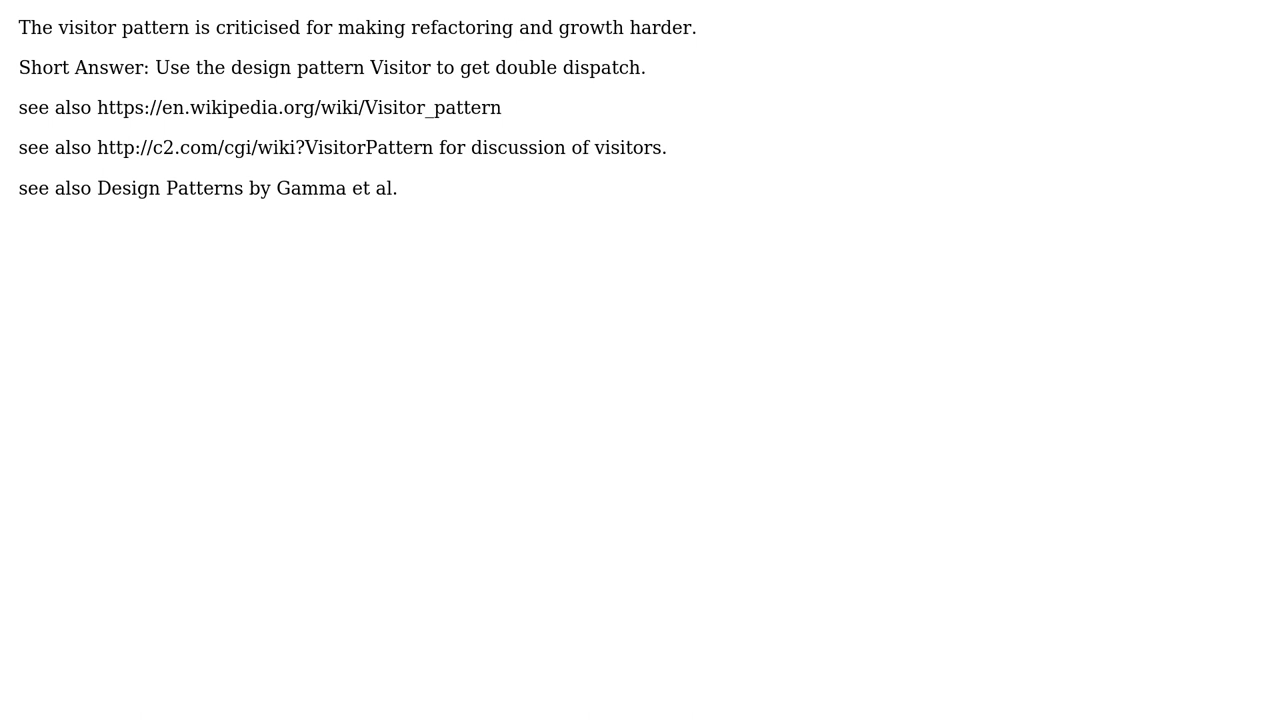 The visitor pattern is criticised for making refactoring and growth harder.
Short Answer: Use the design pattern Visitor to get double dispatch.
see also https://en.wikipedia.org/wiki/Visitor_pattern
see also http://c2.com/cgi/wiki?VisitorPattern for discussion of visitors.
see also Design Patterns by Gamma et al.